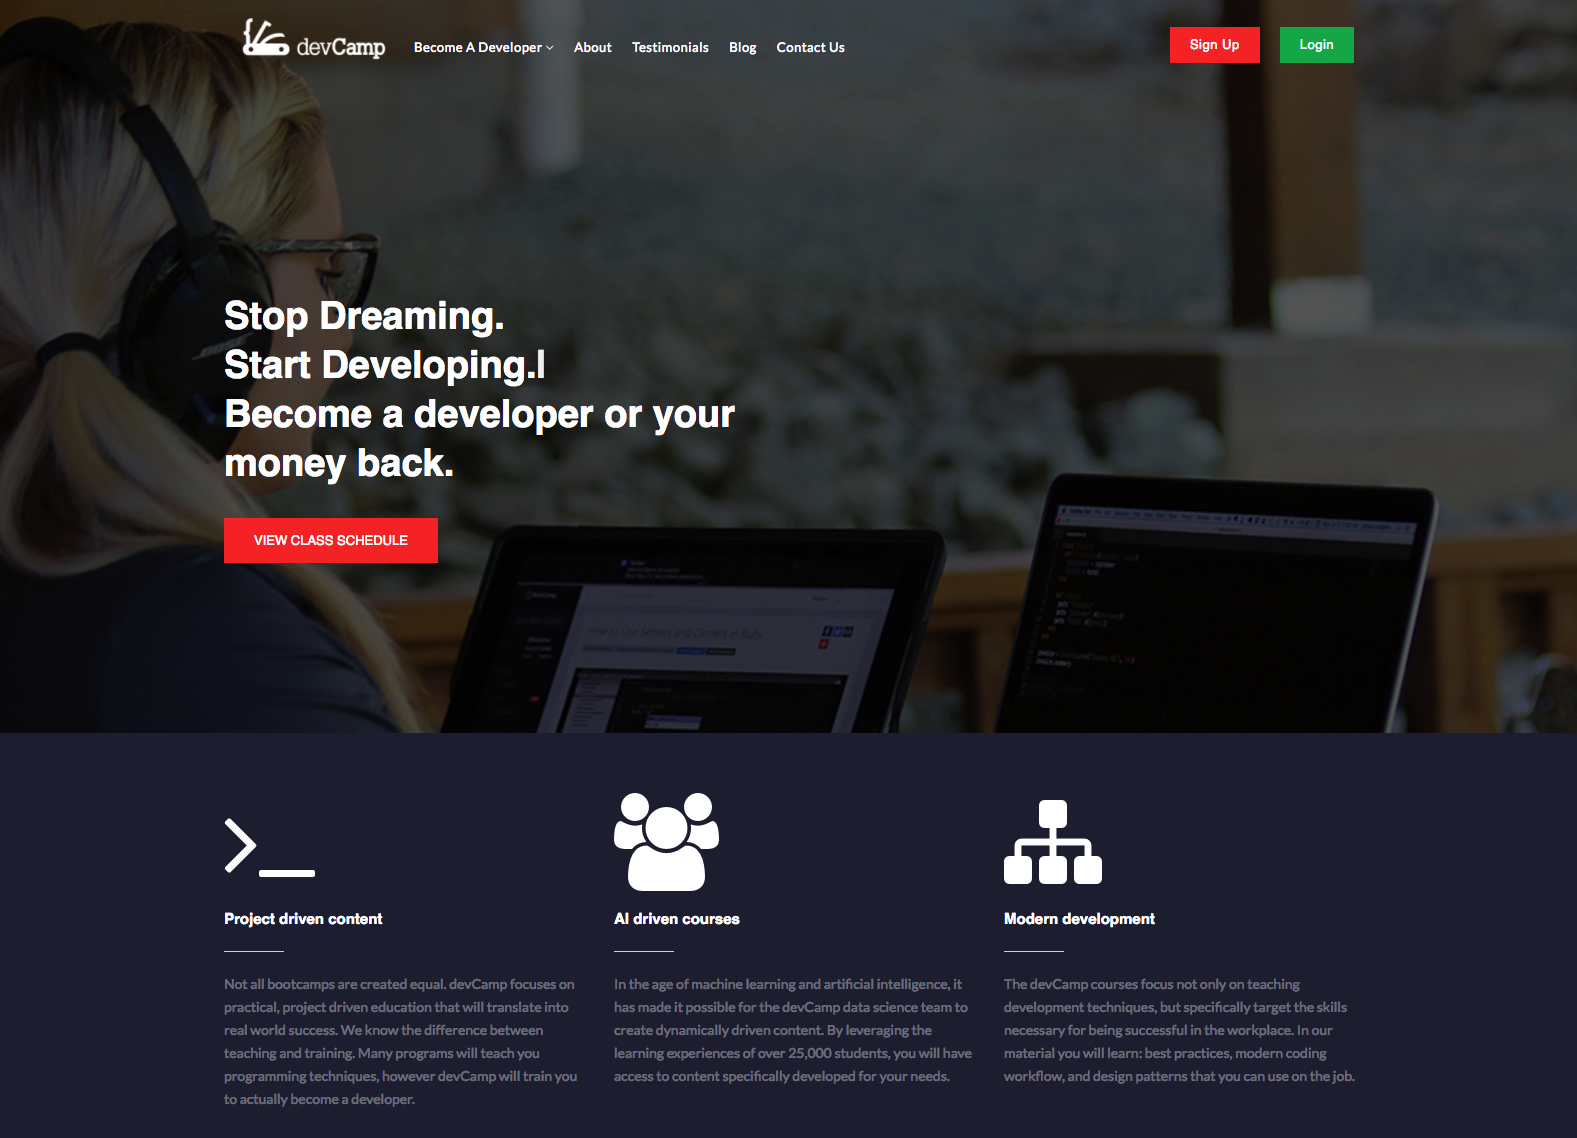 devCamp
Become A Developer
About
Testimonials
Blog
Contact Us
Sign Up
Login
Stop Dreaming.
Start Developing.|
Become a developer or your
money back.
VIEW CLASS SCHEDULE
How to Use Setters and Getters in Ruby
Project driven content
Not all bootcamps are created equal. devCamp focuses on
practical, project driven education that will translate into
real world success. We know the difference between
teaching and training. Many programs will teach you
programming techniques, however devCamp will train you
to actually become a developer.
AI driven courses
In the age of machine learning and artificial intelligence, it
has made it possible for the devCamp data science team to
create dynamically driven content. By leveraging the
learning experiences of over 25,000 students, you will have
access to content specifically developed for your needs.
Modern development
The devCamp courses focus not only on teaching
development techniques, but specifically target the skills
necessary for being successful in the workplace. In our
material you will learn: best practices, modern coding
workflow, and design patterns that you can use on the job.